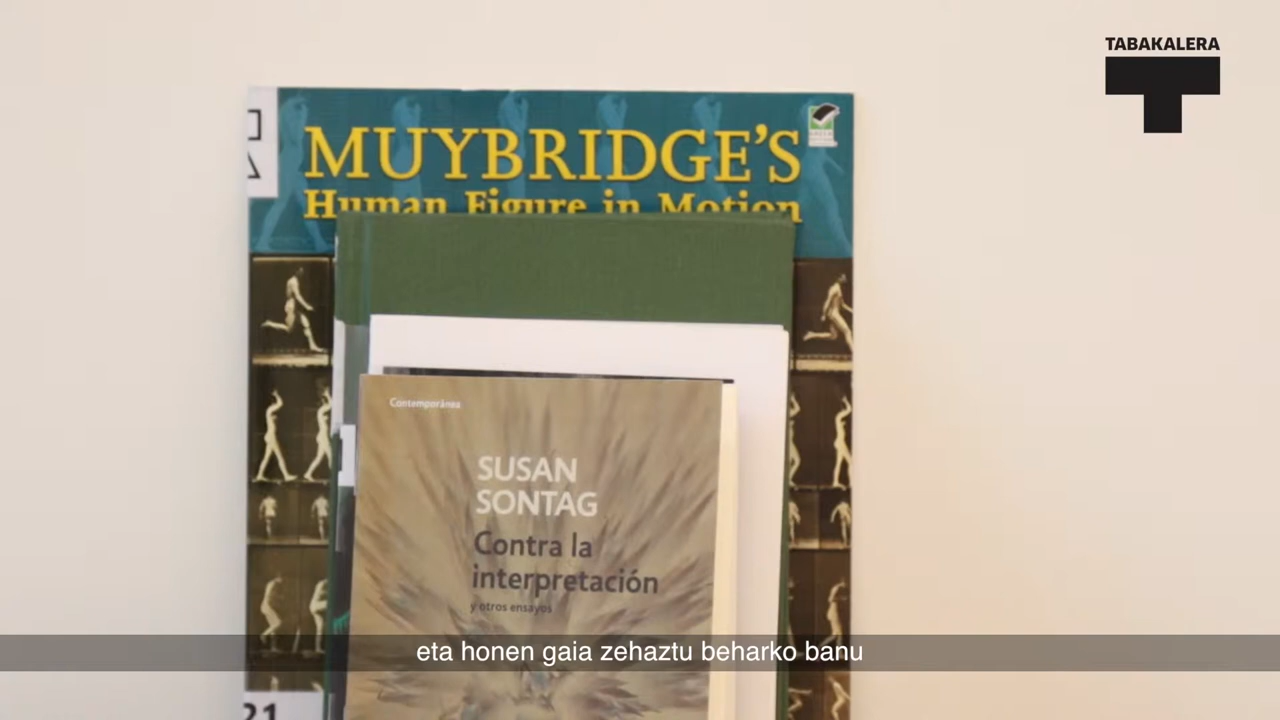 TABAKALERA
MUYBRIDGE'S
Human Figure in Motion
Contemporánea
SUSAN
SONTAG
Contra la
interpretación
y otros ensayos
eta honen gaia zehaztu beharko banu
21